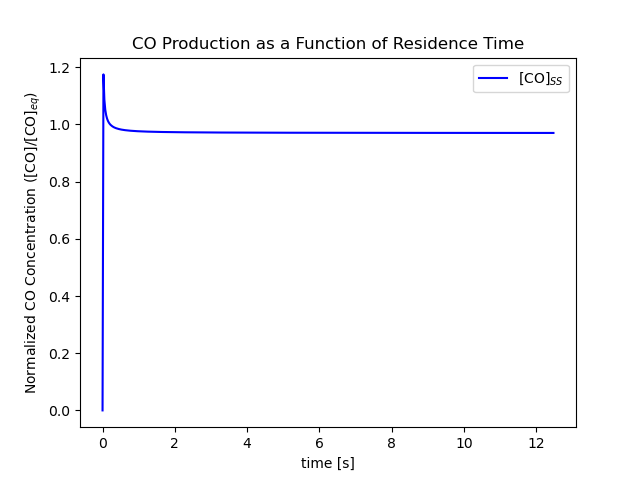 CO Production as a Function of Residence Time
[CO]SS
Normalized CO Concentration ([CO]/[CO]eq)
1.2
1.0
0.8
0.6
0.4
0.2
0.0
0 2 4 6 8 10 12
time [s]